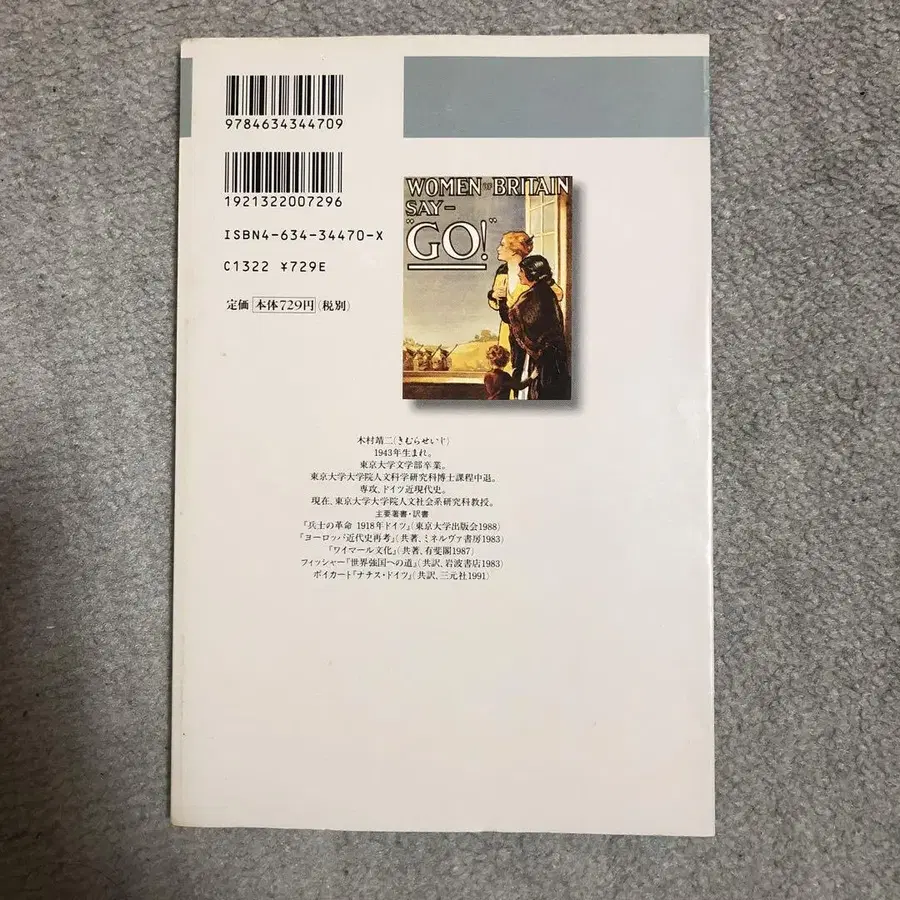 9784634344709
1921322007296
ISBN4-634-34470-X
C1322 ¥729E
定価 本体729円(税別)
WOMEN OF BRITAIN
SAY—
"GO!"
木村靖二(きむらせいじ)
1943年生まれ。
東京大学文学部卒業。
東京大学大学院人文科学研究科博士課程中退。
専攻、ドイツ近現代史。
現在、東京大学大学院人文社会系研究科教授。
主要著書・訳書
『兵士の革命 1918年ドイツ』(東京大学出版会1988)
『ヨーロッパ近代史再考』(共著、ミネルヴァ書房1983)
『ワイマール文化』(共著、有斐閣1987)
フィッシャー『世界強国への道』(共訳、岩波書店1983)
ポイカート『ナチス・ドイツ』(共訳、三元社1991)